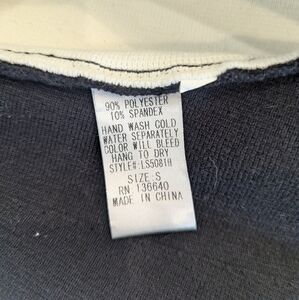 90% POLYESTER
10% SPANDEX
HAND WASH COLD
WATER SEPARATELY
COLOR WILL BLEED
HANG TO DRY
STYLE#:LS5081H
SIZE:S
RN.136640
MADE IN CHINA